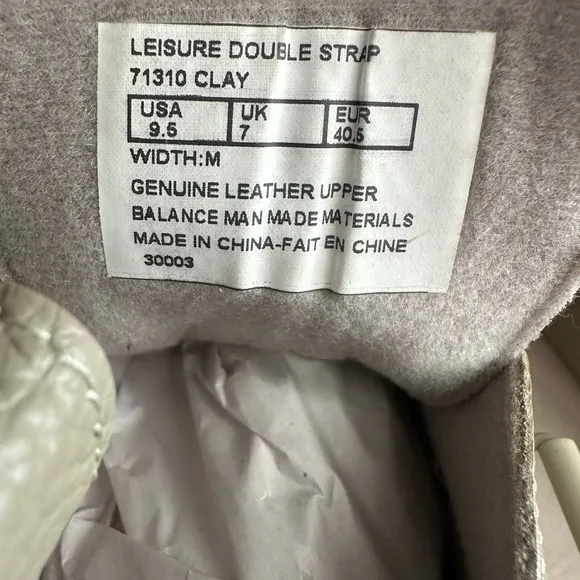 LEISURE DOUBLE STRAP
71310 CLAY
USA UK EUR
9.5 7 40.5
WIDTH:M
GENUINE LEATHER UPPER
BALANCE MAN MADE MATERIALS
MADE IN CHINA-FAIT EN CHINE
30003